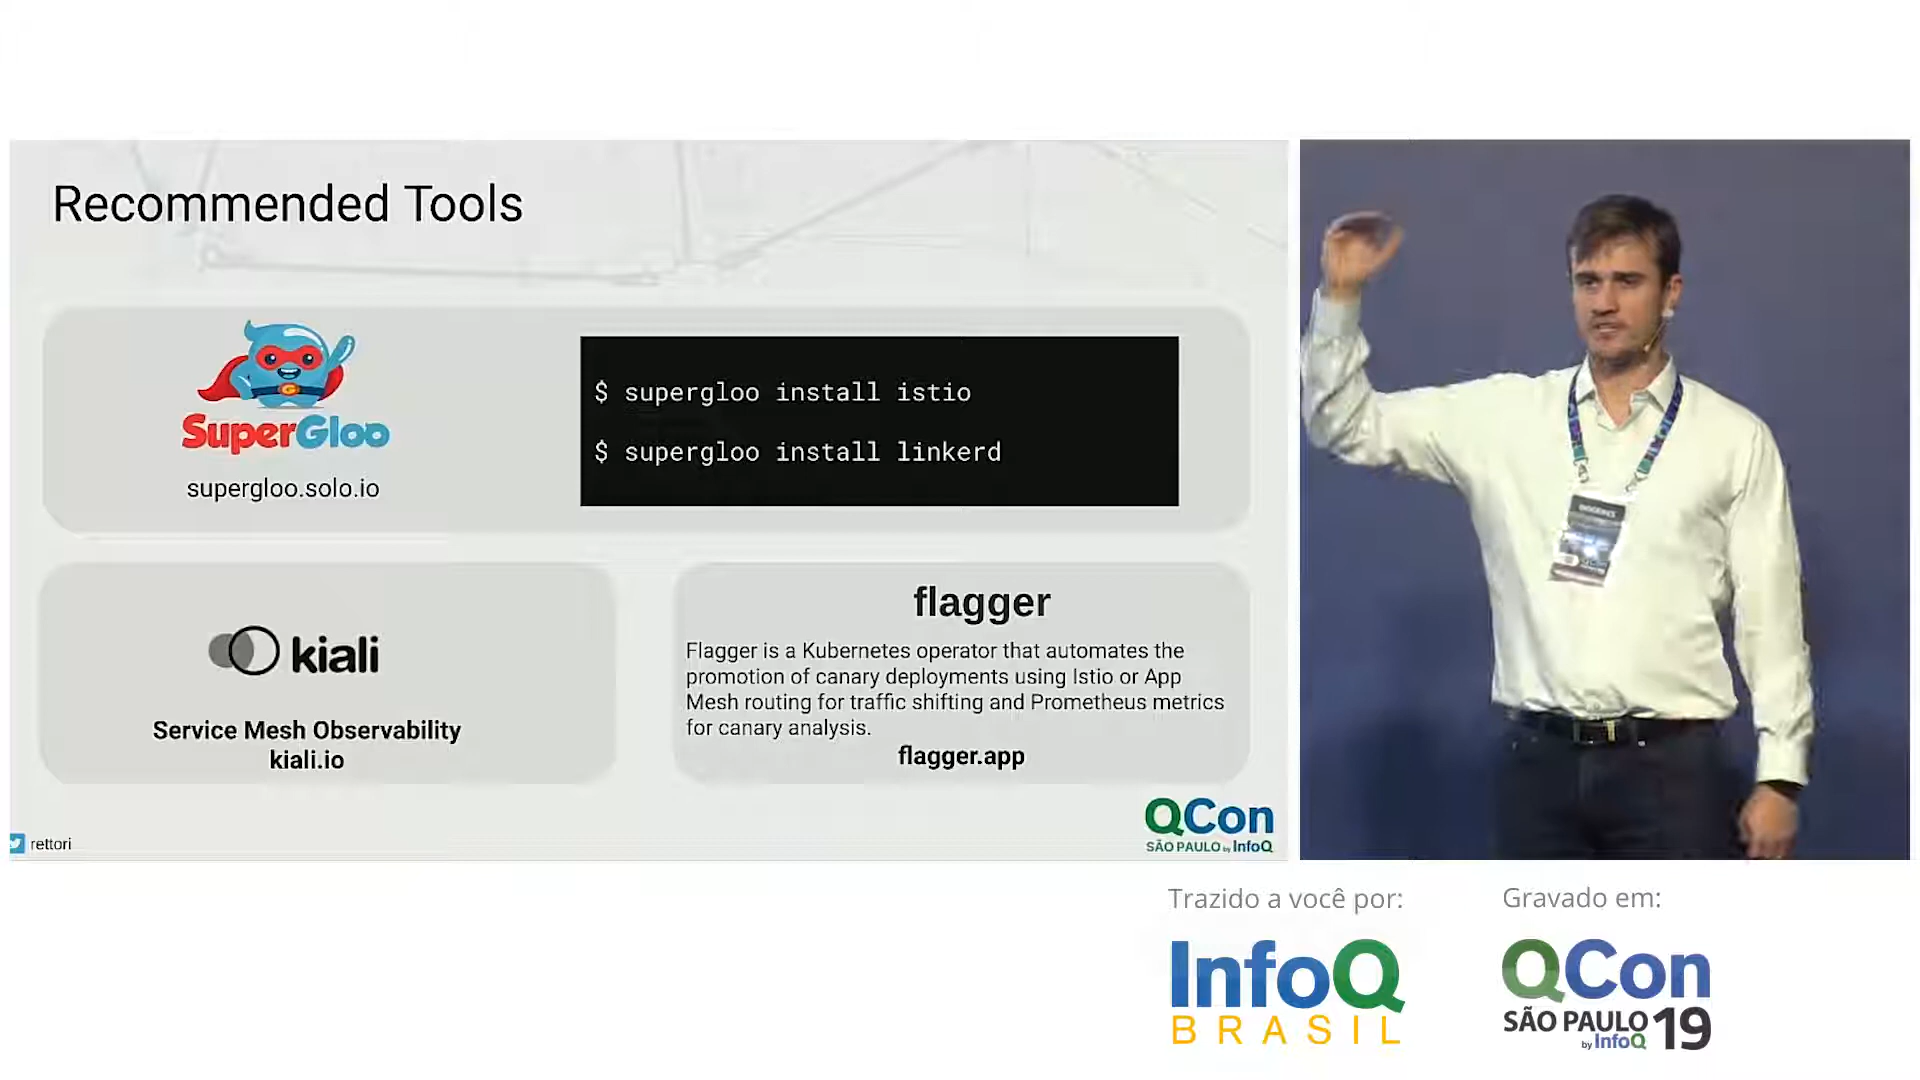 Recommended Tools
SuperGloo
supergloo.solo.io
$ supergloo install istio
$ supergloo install linkerd
kiali
Service Mesh Observability
kiali.io
flagger
Flagger is a Kubernetes operator that automates the
promotion of canary deployments using Istio or App
Mesh routing for traffic shifting and Prometheus metrics
for canary analysis.
flagger.app
rettori
QCon
SÃO PAULO by InfoQ
QCon
Trazido a você por:
InfoQ
BRASIL
Gravado em:
QCon
SÃO PAULO 19
by InfoQ